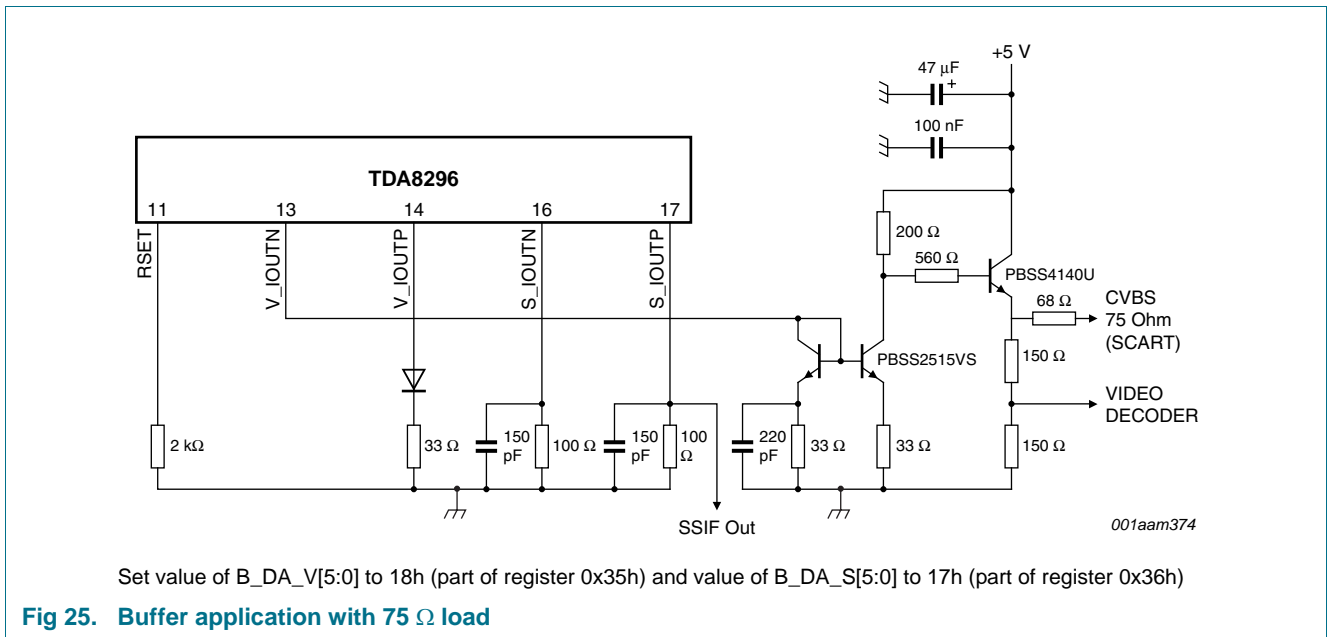 +5 V
47 μF
+
100 nF
TDA8296
11 13 14 16 17
RSET
V_IOUTN
V_IOUTP
S_IOUTN
S_IOUTP
200 Ω
560 Ω
PBSS4140U
68 Ω
CVBS
75 Ohm
(SCART)
PBSS2515VS
150 Ω
VIDEO
DECODER
2 kΩ
33 Ω
150
pF
100 Ω
150
pF
100
Ω
220
pF
33 Ω
33 Ω
150 Ω
SSIF Out
001aam374
Set value of B_DA_V[5:0] to 18h (part of register 0x35h) and value of B_DA_S[5:0] to 17h (part of register 0x36h)
Fig 25. Buffer application with 75 Ω load